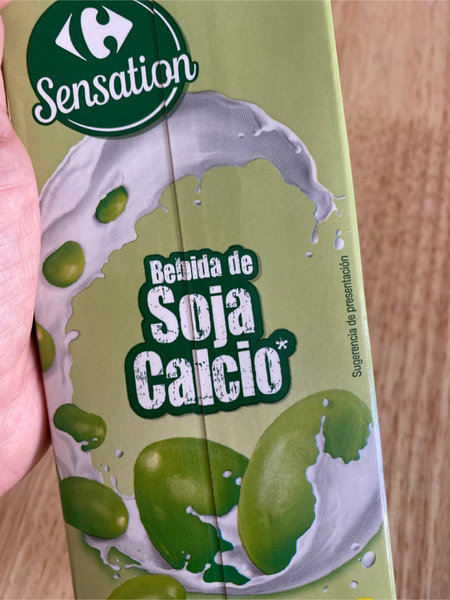 Sensation
Bebida de
Soja
Calcio*
Sugerencia de presentación